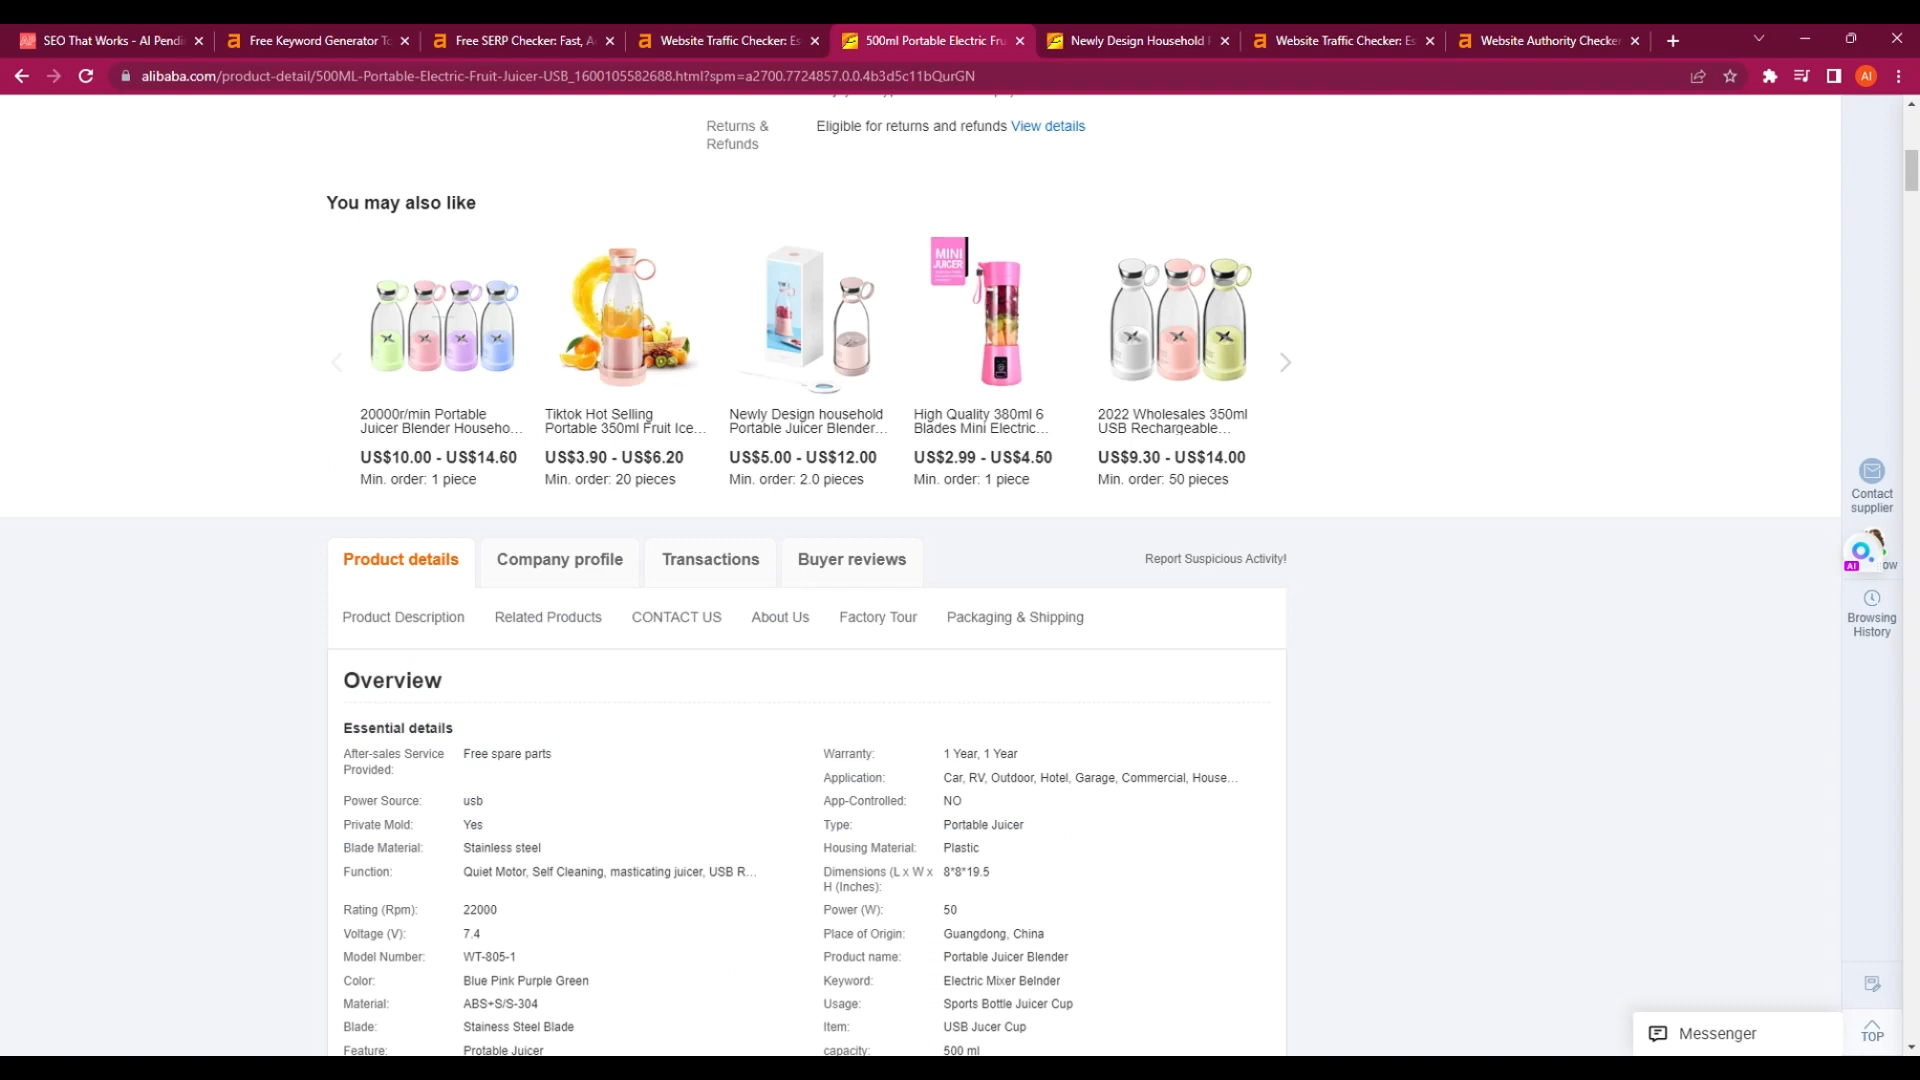 SEO That Works - AI Pendi
Free Keyword Generator To
Free SERP Checker: Fast, A
Website Traffic Checker: Es
500ml Portable Electric Fru
Newly Design Household P
Website Traffic Checker: Es
Website Authority Checker
alibaba.com/product-detail/500ML-Portable-Electric-Fruit-Juicer-USB_1600105582688.html?spm=a2700.7724857.0.0.4b3d5c11bQurGN
AI
Returns & Refunds
Eligible for returns and refunds View details
You may also like
MINI JUICER
20000r/min Portable Juicer Blender Househo...
US$10.00 - US$14.60
Min. order: 1 piece
Tiktok Hot Selling Portable 350ml Fruit Ice...
US$3.90 - US$6.20
Min. order: 20 pieces
Newly Design household Portable Juicer Blender...
US$5.00 - US$12.00
Min. order: 2.0 pieces
High Quality 380ml 6 Blades Mini Electric...
US$2.99 - US$4.50
Min. order: 1 piece
2022 Wholesales 350ml USB Rechargeable...
US$9.30 - US$14.00
Min. order: 50 pieces
Contact supplier
AI
ow
Browsing History
Product details
Company profile
Transactions
Buyer reviews
Report Suspicious Activity!
Product Description
Related Products
CONTACT US
About Us
Factory Tour
Packaging & Shipping
Overview
Essential details
After-sales Service Provided: Free spare parts
Warranty: 1 Year, 1 Year
Application: Car, RV, Outdoor, Hotel, Garage, Commercial, House...
Power Source: usb
App-Controlled: NO
Private Mold: Yes
Type: Portable Juicer
Blade Material: Stainless steel
Housing Material: Plastic
Function: Quiet Motor, Self Cleaning, masticating juicer, USB R...
Dimensions (L x W x H (Inches): 8*8*19.5
Rating (Rpm): 22000
Power (W): 50
Voltage (V): 7.4
Place of Origin: Guangdong, China
Model Number: WT-805-1
Product name: Portable Juicer Blender
Color: Blue Pink Purple Green
Keyword: Electric Mixer Belnder
Material: ABS+S/S-304
Usage: Sports Bottle Juicer Cup
Blade: Stainess Steel Blade
Item: USB Jucer Cup
Feature: Protable Juicer
capacity: 500 ml
Messenger
TOP